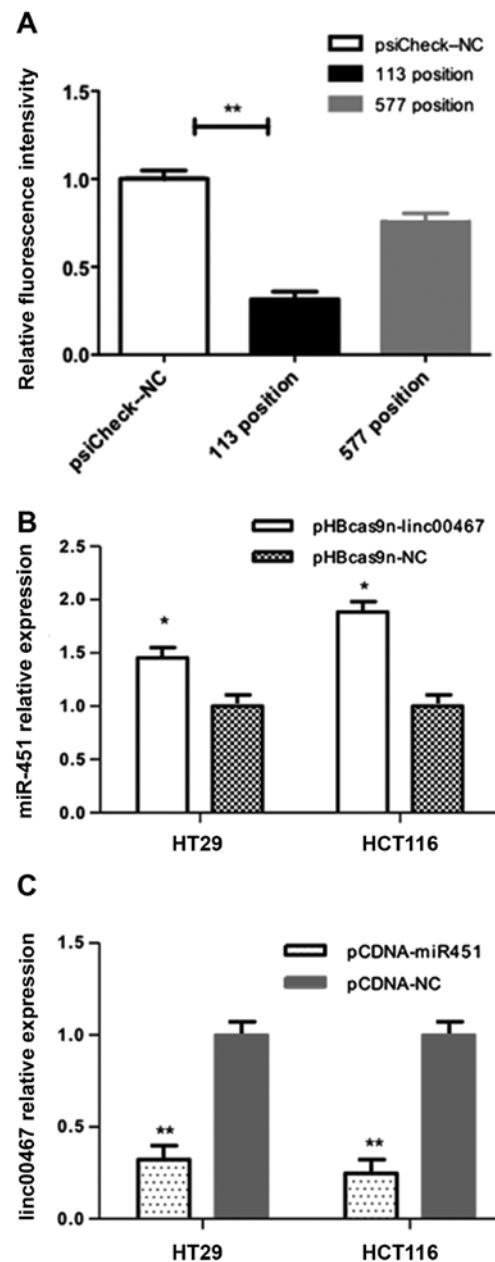 A
psiCheck–NC
113 position
577 position
Relative fluorescence intensivity
1.5
**
1.0
0.5
0.0
psiCheck–NC
113 position
577 position
B
pHBcas9n-linc00467
pHBcas9n-NC
miR-451 relative expression
2.5
2.0
1.5
1.0
0.5
0.0
*
*
HT29
HCT116
C
pCDNA-miR451
pCDNA-NC
linc00467 relative expression
1.5
1.0
0.5
0.0
**
**
HT29
HCT116